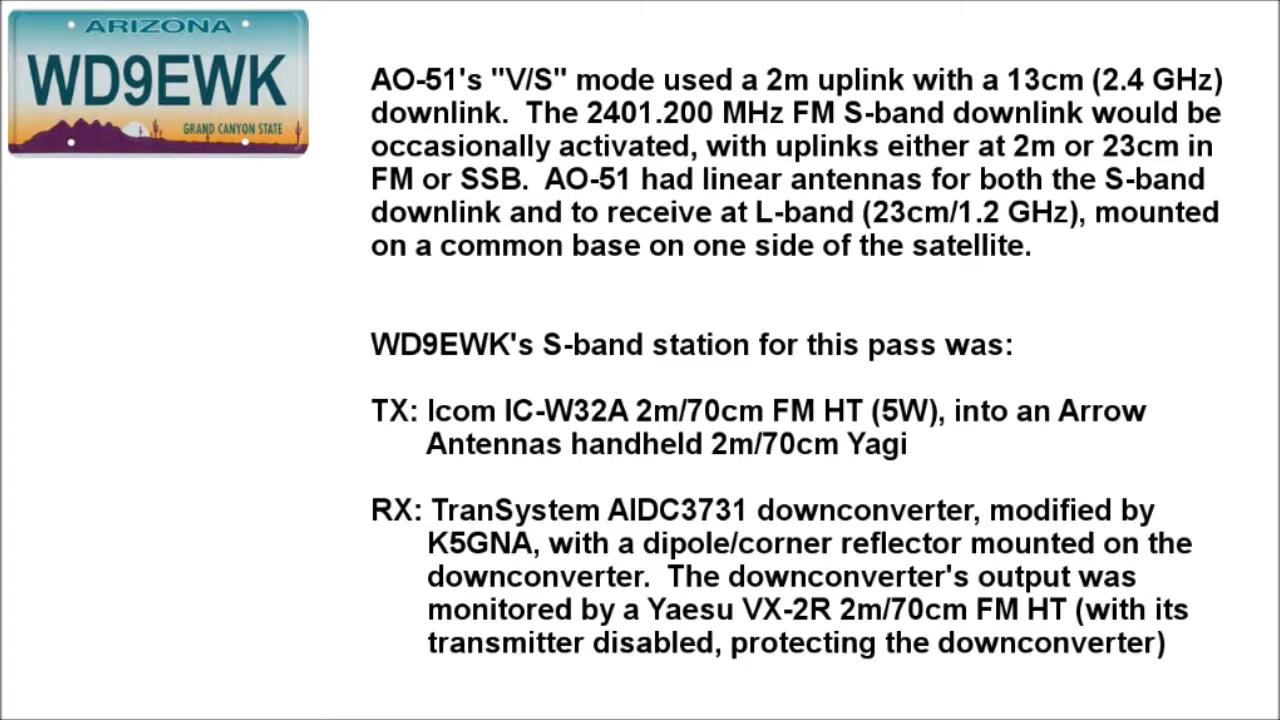 ARIZONA
WD9EWK
GRAND CANYON STATE
AO-51's "V/S" mode used a 2m uplink with a 13cm (2.4 GHz)
downlink. The 2401.200 MHz FM S-band downlink would be
occasionally activated, with uplinks either at 2m or 23cm in
FM or SSB. AO-51 had linear antennas for both the S-band
downlink and to receive at L-band (23cm/1.2 GHz), mounted
on a common base on one side of the satellite.
WD9EWK's S-band station for this pass was:
TX: Icom IC-W32A 2m/70cm FM HT (5W), into an Arrow
Antennas handheld 2m/70cm Yagi
RX: TranSystem AIDC3731 downconverter, modified by
K5GNA, with a dipole/corner reflector mounted on the
downconverter. The downconverter's output was
monitored by a Yaesu VX-2R 2m/70cm FM HT (with its
transmitter disabled, protecting the downconverter)